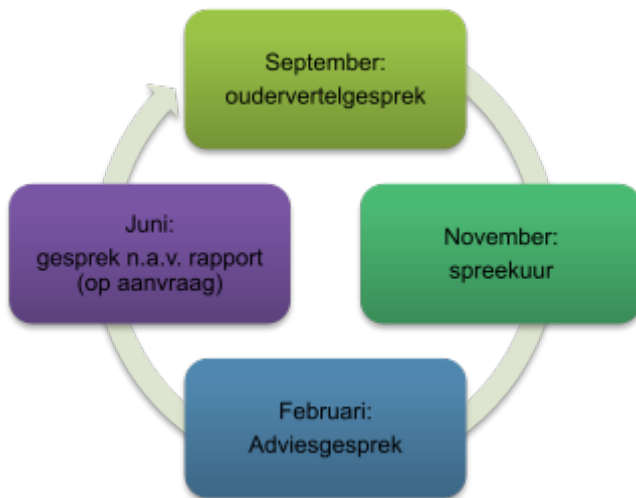 September:
oudervertelgesprek
November:
spreekuur
Februari:
Adviesgesprek
Juni:
gesprek n.a.v. rapport
(op aanvraag)